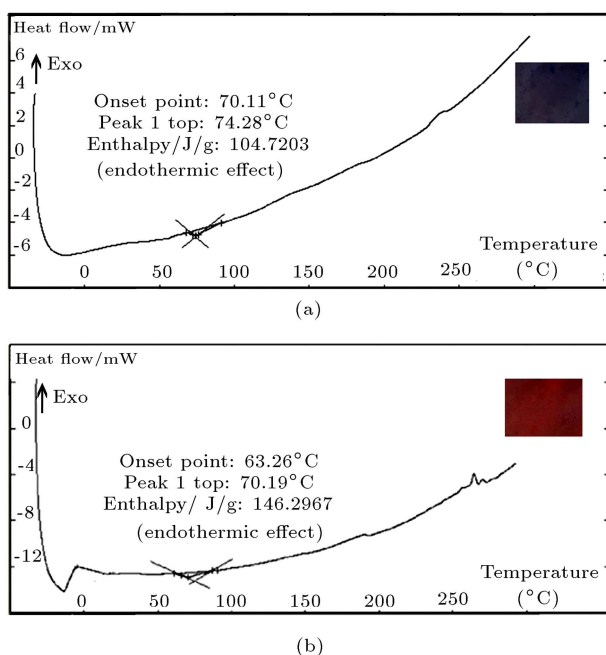 Heat flow/mW
6
Exo
4
Onset point: 70.11°C
2
Peak 1 top: 74.28°C
Enthalpy/J/g: 104.7203
0
(endothermic effect)
-2
-4
-6
Temperature
0 50 100 150 200 250 (°C)
(a)
Heat flow/mW
Exo
0
Onset point: 63.26°C
-4
Peak 1 top: 70.19°C
Enthalpy/ J/g: 146.2967
-8
(endothermic effect)
-12
Temperature
0 50 100 150 200 250 (°C)
(b)